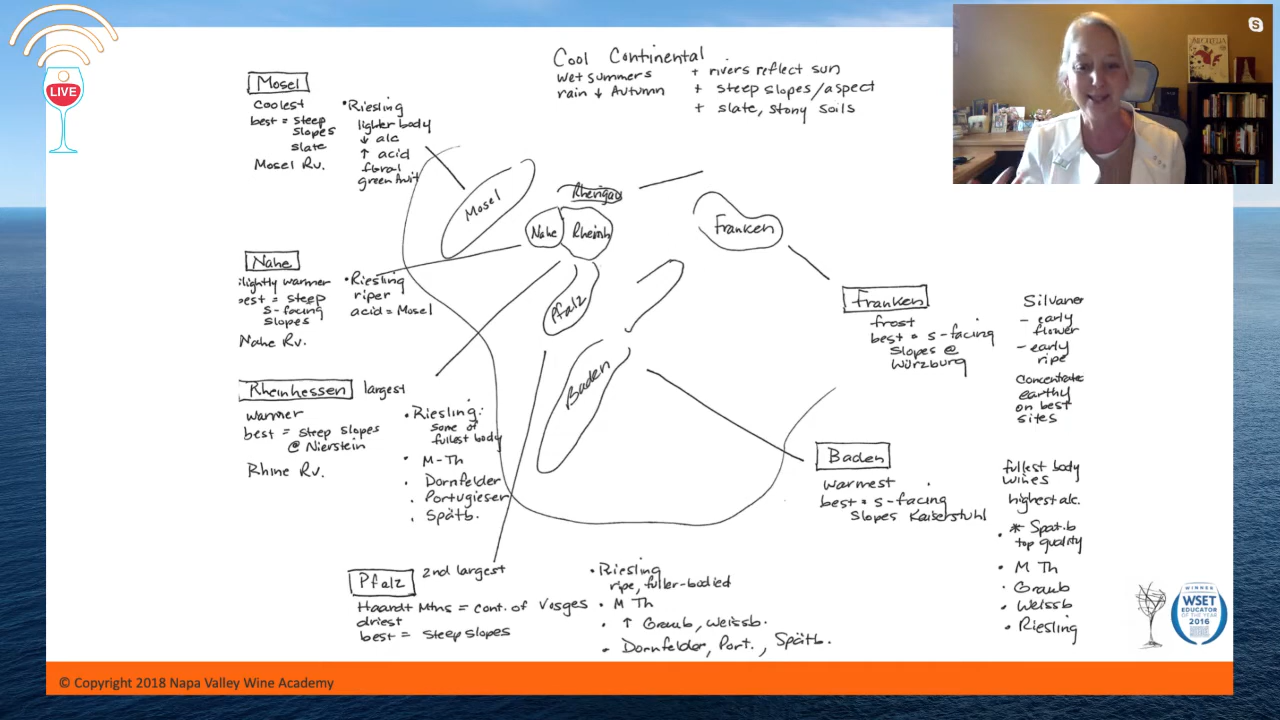 LIVE
Cool Continental
wet summers
rain ↓ Autumn
+ rivers reflect sun
+ steep slopes/aspect
+ slate, stony soils
Mosel
coolest
best = steep
slopes
slate
Mosel Rv.
• Riesling
lighter body
↓ alc
↑ acid
floral
green fruit
Mosel
Nahe
Rheingau
Rheinh
Franken
Pfalz
Baden
Nahe
slightly warmer
best = steep
s-facing
slopes
Nahe Rv.
• Riesling
riper
acid = Mosel
Rheinhessen largest
warmer
best = steep slopes
@ Nierstein
Rhine Rv.
• Riesling:
some of
fullest body
• M-Th
• Dornfelder
• Portugieser
• Spätb.
Pfalz 2nd largest
Haardt Mtns = cont. of Vosges
driest
best = steep slopes
• Riesling
ripe, fuller-bodied
• M Th
• ↑ Graub, Weissb.
• Dornfelder, Port., Spätb.
Franken
frost
best = s-facing
slopes @
Würzburg
Silvaner
– early
flower
– early
ripe
concentrate
earthy
on best
sites
Baden
warmest
best = s-facing
slopes Kaiserstuhl
fullest body
wines
highest alc.
• * Spätb
top quality
• M Th
• Graub
• Weissb
• Riesling
WINNER
WSET
EDUCATOR
OF THE YEAR
2016
© Copyright 2018 Napa Valley Wine Academy